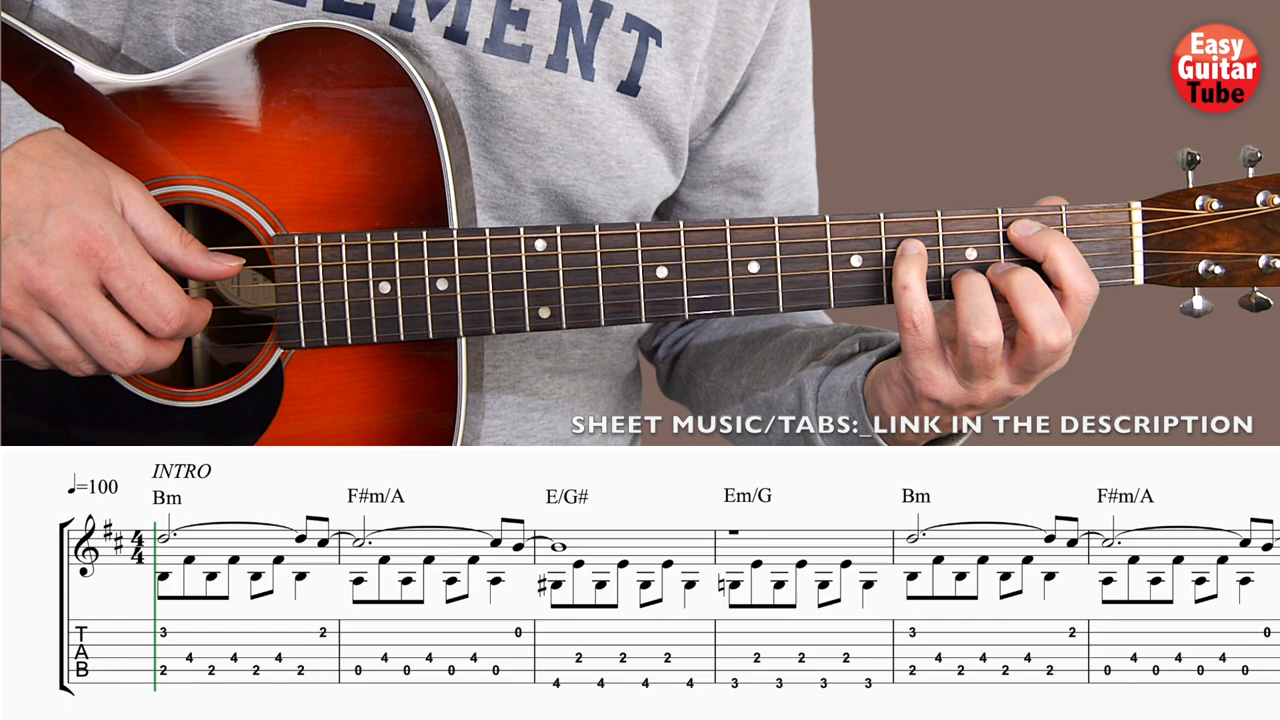 ELEMENT
Easy
Guitar
Tube
SHEET MUSIC/TABS:_LINK IN THE DESCRIPTION
INTRO
♩=100
Bm F#m/A E/G# Em/G Bm F#m/A
4
4
T 3 2 0 3 2 0
A 4 4 4 4 4 4 2 2 2 2 2 2 4 4 4 4 4 4
B 2 2 2 2 0 0 0 0 2 2 2 2 0 0 0 0
4 4 4 4 3 3 3 3